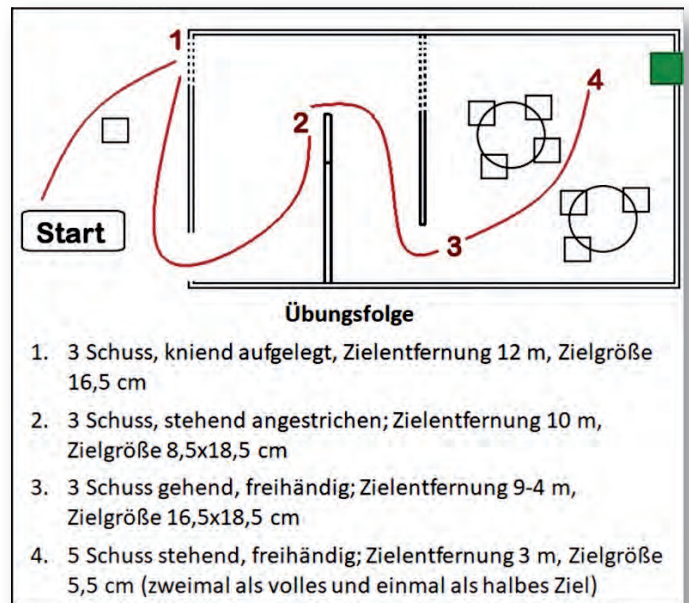 1
4
2
Start
3
Übungsfolge
1. 3 Schuss, kniend aufgelegt, Zielentfernung 12 m, Zielgröße
16,5 cm
2. 3 Schuss, stehend angestrichen; Zielentfernung 10 m,
Zielgröße 8,5x18,5 cm
3. 3 Schuss gehend, freihändig; Zielentfernung 9-4 m,
Zielgröße 16,5x18,5 cm
4. 5 Schuss stehend, freihändig; Zielentfernung 3 m, Zielgröße
5,5 cm (zweimal als volles und einmal als halbes Ziel)